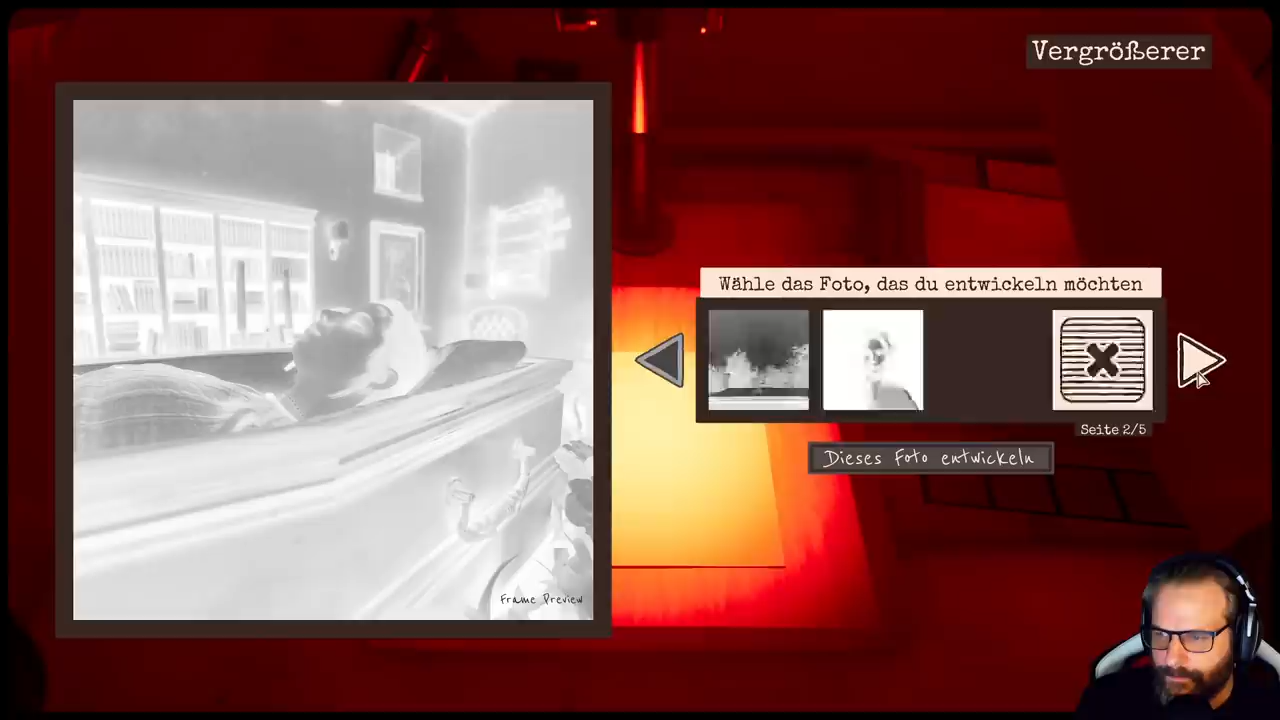 Vergrößerer
Wähle das Foto, das du entwickeln möchten
Seite 2/5
Dieses Foto entwickeln
Frame Preview